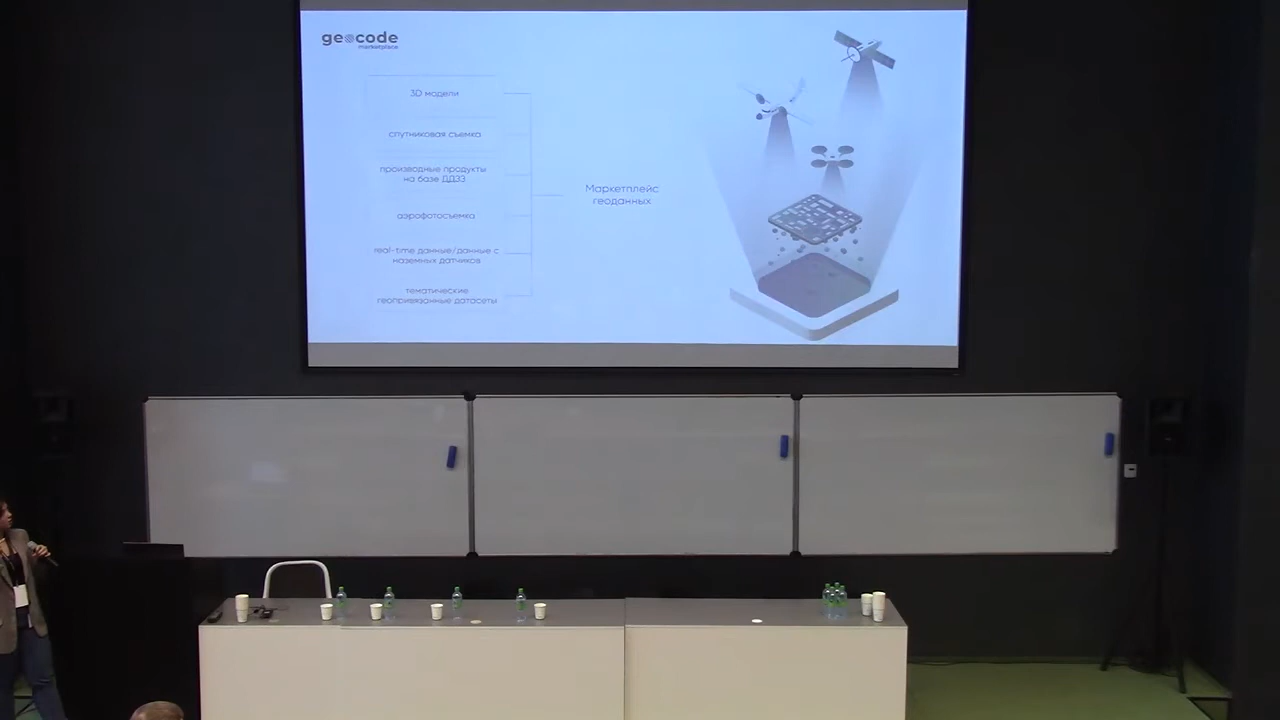 geocode
marketplace
3D модели
спутниковая съемка
производные продукты
на базе ДДЗЗ
аэрофотосъемка
real-time данные/данные с
наземных датчиков
тематические
геопривязанные датасеты
Маркетплейс
геоданных